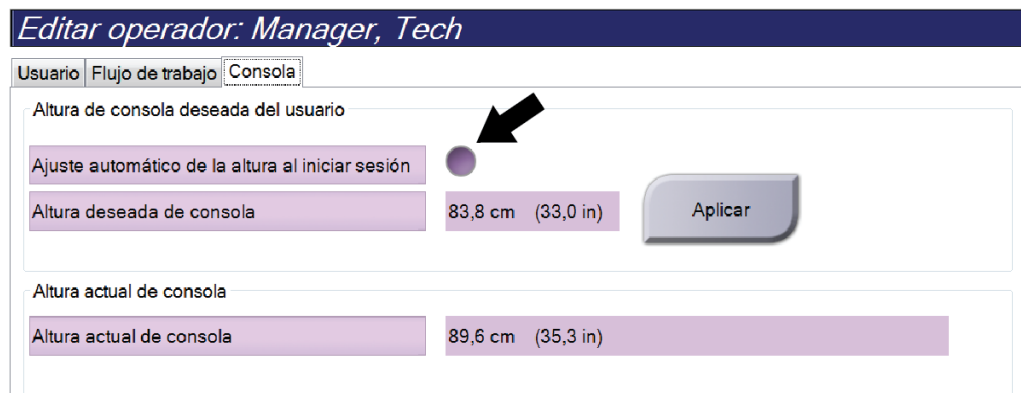 Editar operador: Manager, Tech
Usuario Flujo de trabajo Consola
Altura de consola deseada del usuario
Ajuste automático de la altura al iniciar sesión
Altura deseada de consola 83,8 cm (33,0 in) Aplicar
Altura actual de consola
Altura actual de consola 89,6 cm (35,3 in)